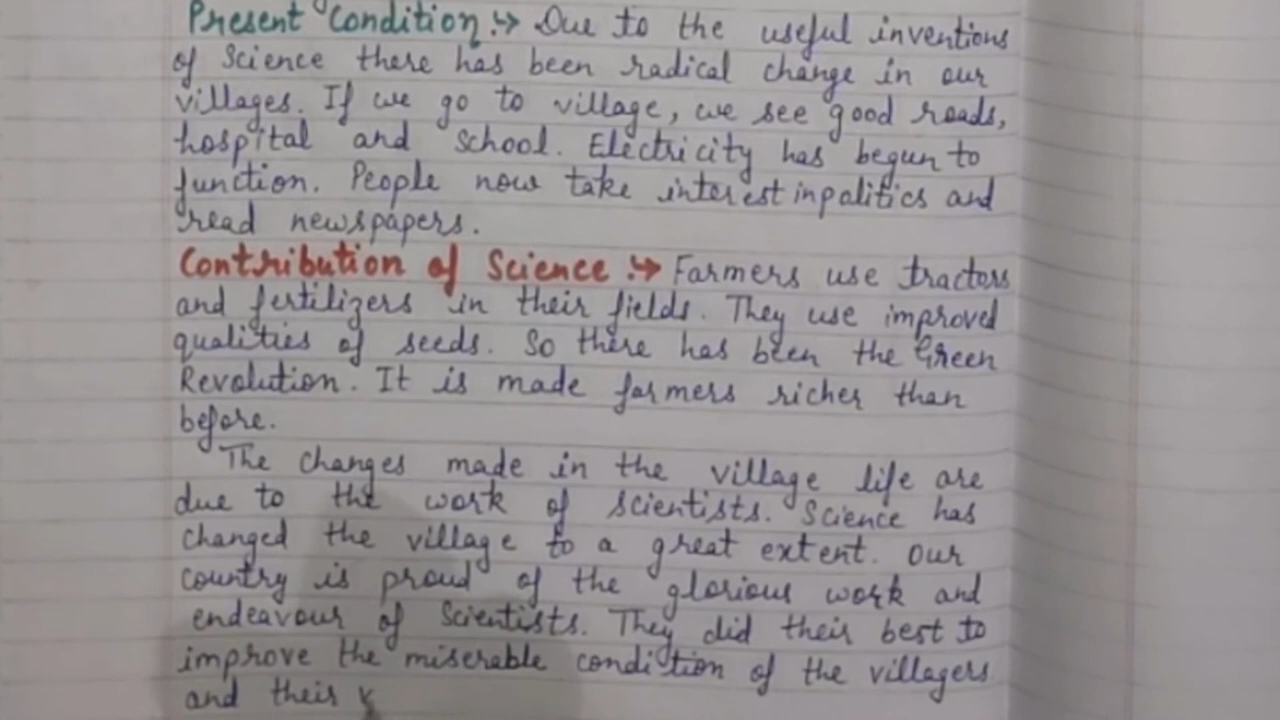 Present Condition :→ Due to the useful inventions
of Science there has been radical change in our
villages. If we go to village, we see good roads,
hospital and school. Electricity has begun to
function. People now take interest in politics and
read newspapers.
Contribution of Science :→ Farmers use tractors
and fertilizers in their fields. They use improved
qualities of seeds. So there has been the Green
Revolution. It is made farmers richer than
before.
The changes made in the village life are
due to the work of scientists. Science has
changed the village to a great extent. Our
country is proud of the glorious work and
endeavour of Scientists. They did their best to
improve the miserable condition of the villagers
and their